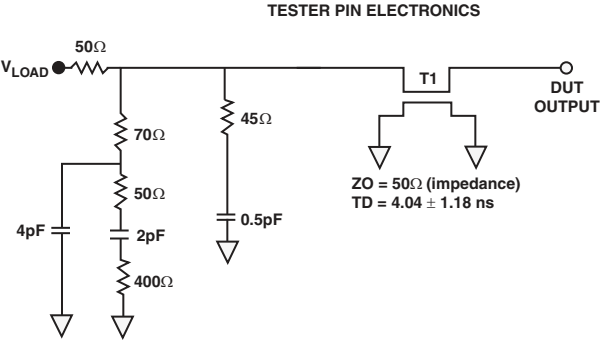 TESTER PIN ELECTRONICS
50Ω
VLOAD
T1
DUT
OUTPUT
70Ω
45Ω
50Ω
ZO = 50Ω (impedance)
TD = 4.04 ± 1.18 ns
4pF
2pF
0.5pF
400Ω